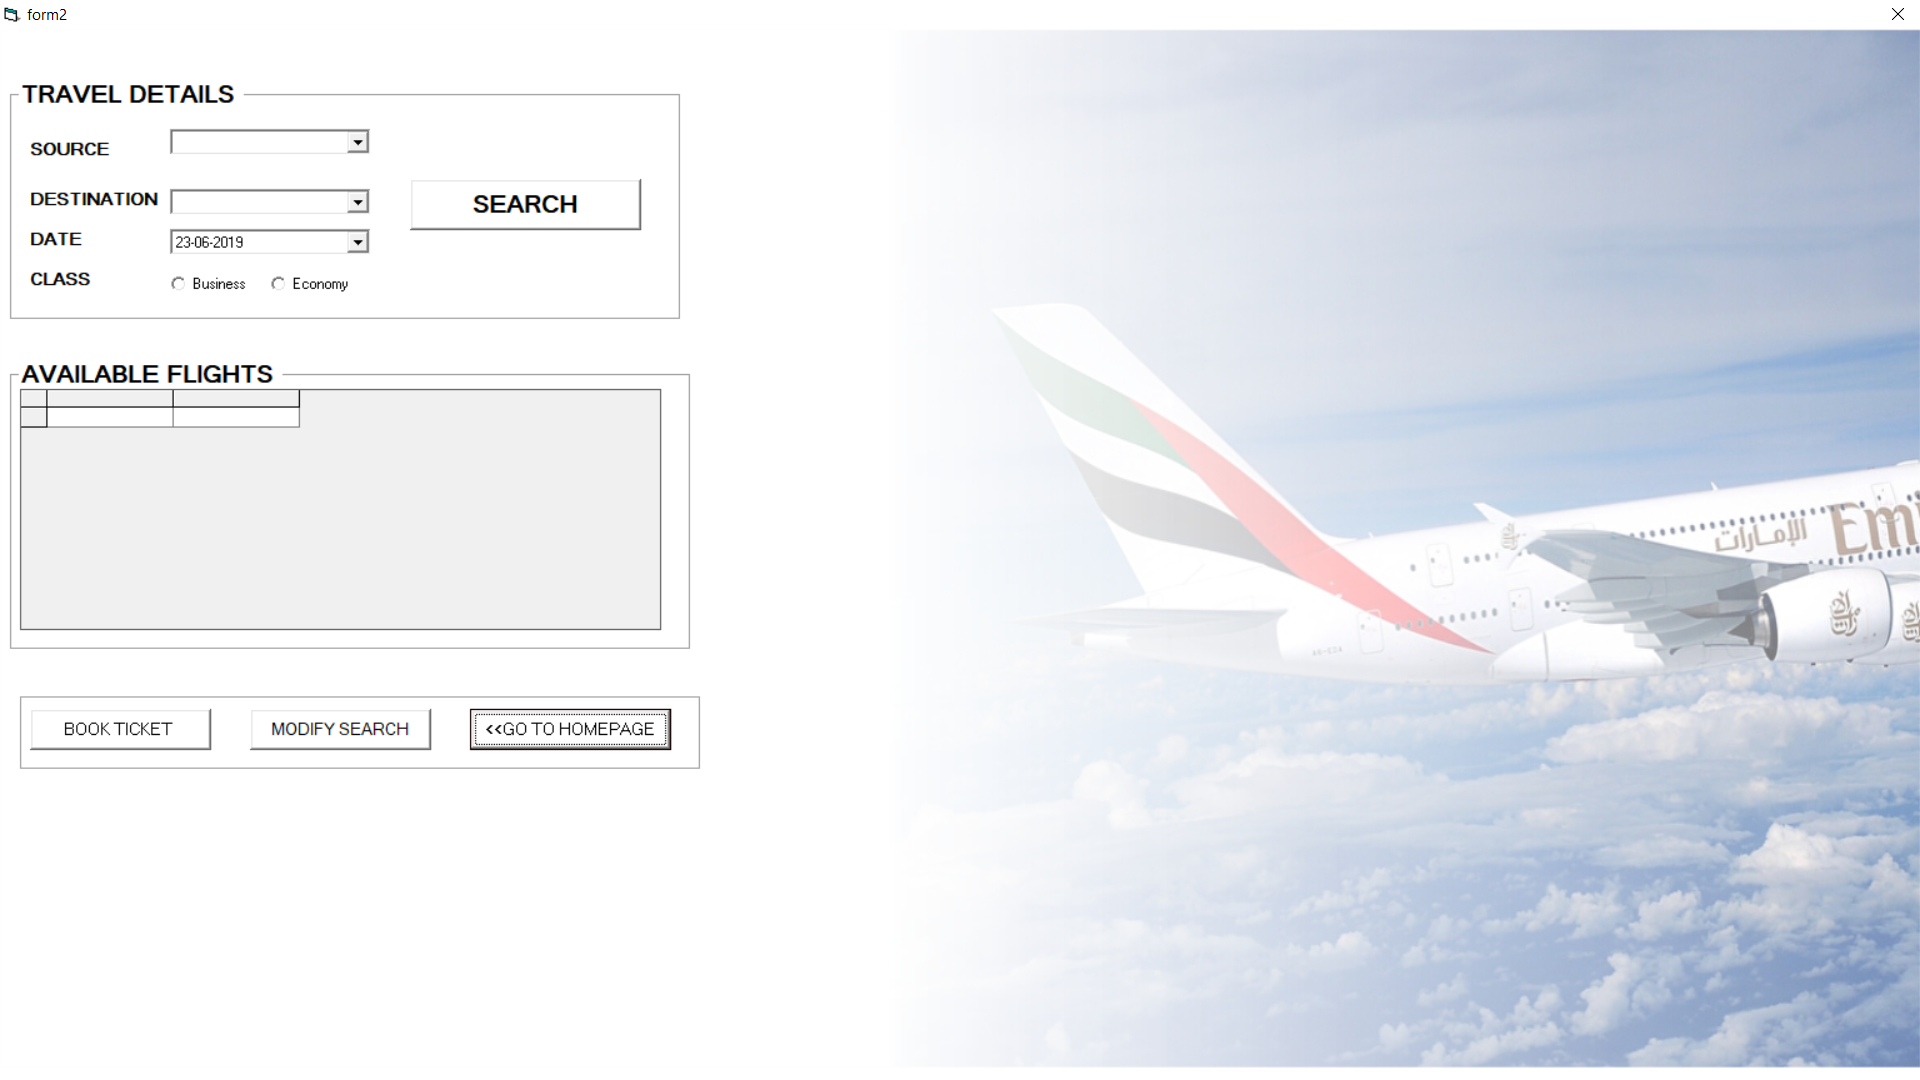 form2
TRAVEL DETAILS
SOURCE
DESTINATION
SEARCH
DATE
23-06-2019
CLASS
Business
Economy
AVAILABLE FLIGHTS
الإمارات
Emi
BOOK TICKET
MODIFY SEARCH
<<GO TO HOMEPAGE